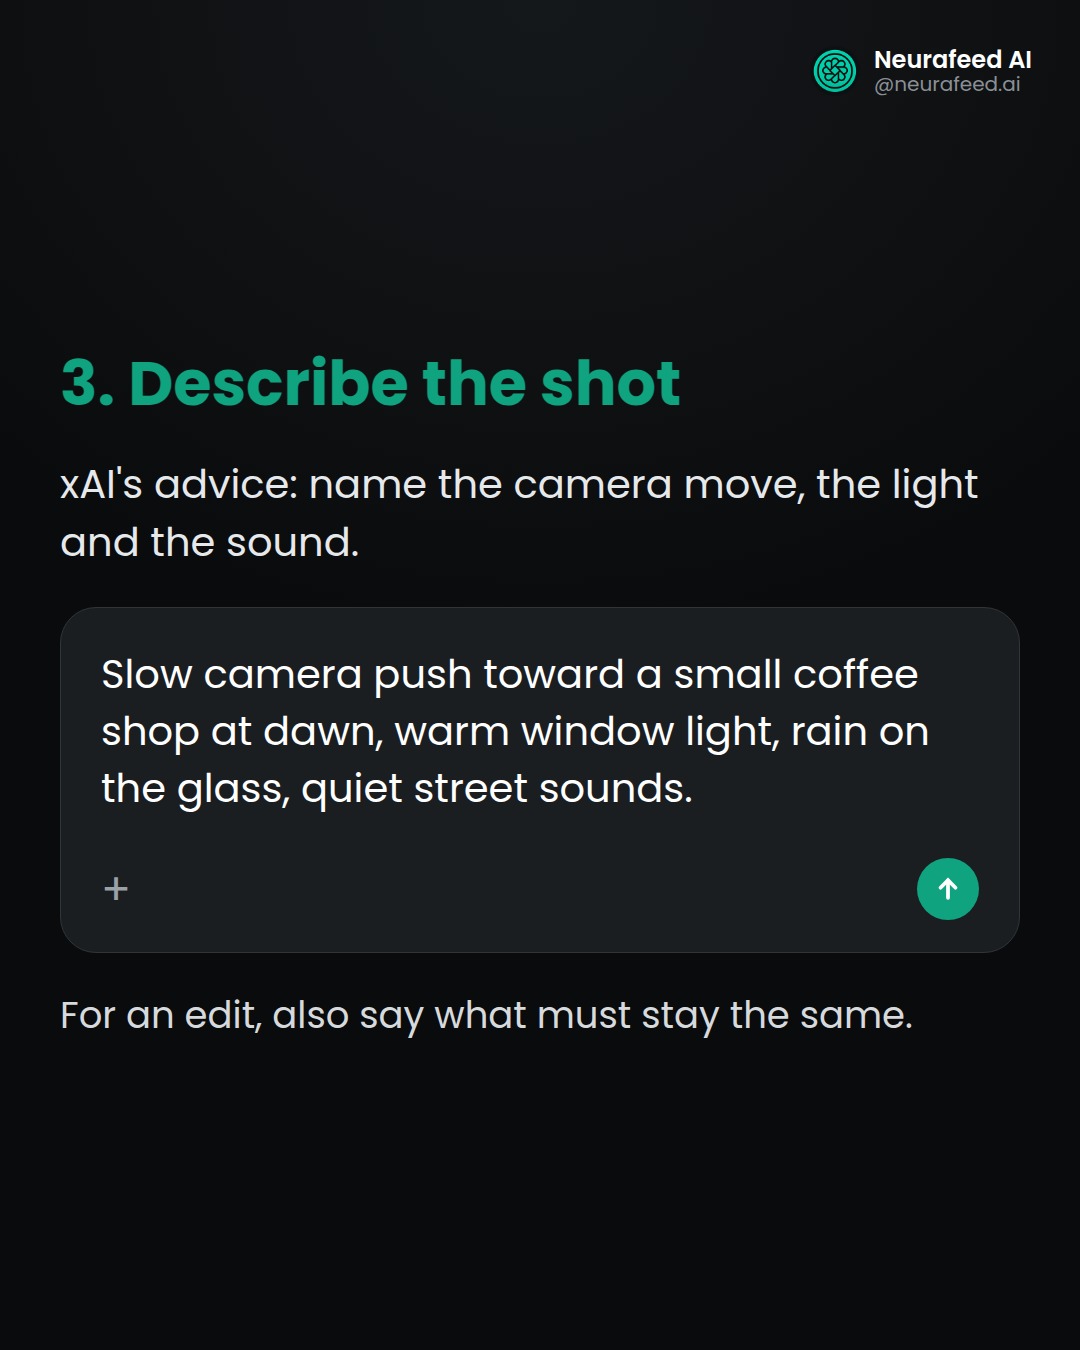 Neurafeed AI
@neurafeed.ai
3. Describe the shot
xAI's advice: name the camera move, the light
and the sound.
Slow camera push toward a small coffee
shop at dawn, warm window light, rain on
the glass, quiet street sounds.
+
For an edit, also say what must stay the same.